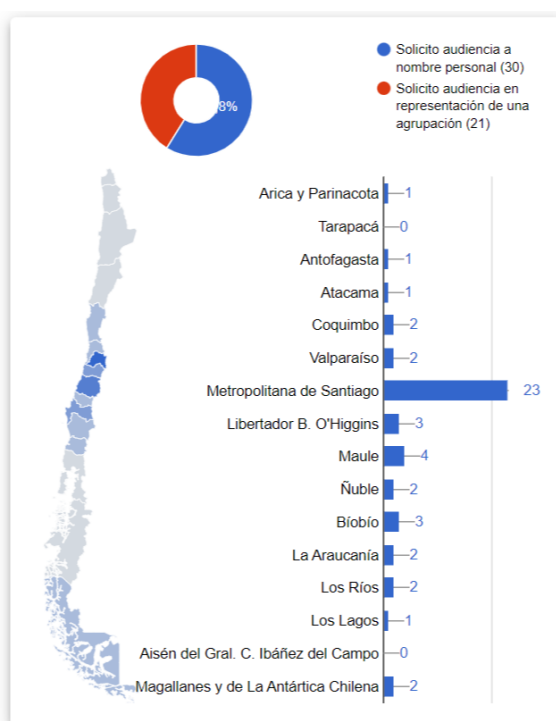 Solicito audiencia a
nombre personal (30)
Solicito audiencia en
representación de una
agrupación (21)
8%
Arica y Parinacota 1
Tarapacá 0
Antofagasta 1
Atacama 1
Coquimbo 2
Valparaíso 2
Metropolitana de Santiago 23
Libertador B. O'Higgins 3
Maule 4
Ñuble 2
Bíobío 3
La Araucanía 2
Los Ríos 2
Los Lagos 1
Aisén del Gral. C. Ibáñez del Campo 0
Magallanes y de La Antártica Chilena 2